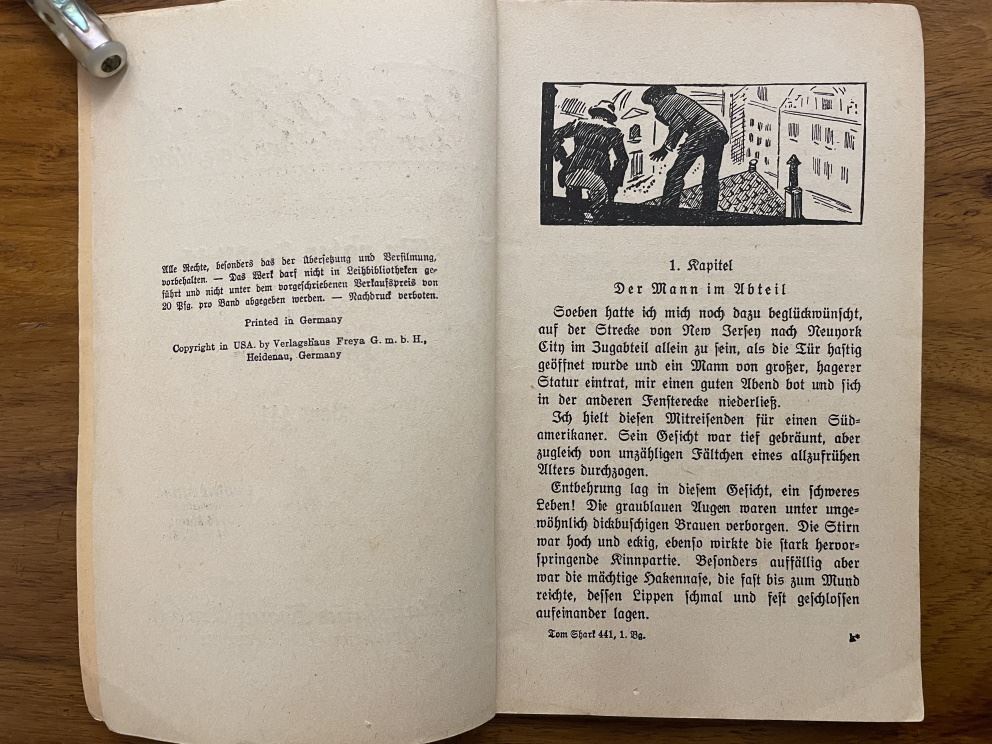 Alle Rechte, besonders das der Übersetzung und Verfilmung,
vorbehalten. — Das Werk darf nicht in Leihbibliotheken ge-
führt und nicht unter dem vorgeschriebenen Verkaufspreis von
20 Pfg. pro Band abgegeben werden. — Nachdruck verboten.
Printed in Germany
Copyright in USA. by Verlagshaus Freya G. m. b. H.,
Heidenau, Germany
1. Kapitel
Der Mann im Abteil
Soeben hatte ich mich noch dazu beglückwünscht,
auf der Strecke von New Jersey nach Neuyork
City im Zugabteil allein zu sein, als die Tür hastig
geöffnet wurde und ein Mann von großer, hagerer
Statur eintrat, mir einen guten Abend bot und sich
in der anderen Fensterecke niederließ.
Ich hielt diesen Mitreisenden für einen Süd-
amerikaner. Sein Gesicht war tief gebräunt, aber
zugleich von unzähligen Fältchen eines allzufrühen
Alters durchzogen.
Entbehrung lag in diesem Gesicht, ein schweres
Leben! Die graublauen Augen waren unter unge-
wöhnlich dickbuschigen Brauen verborgen. Die Stirn
war hoch und eckig, ebenso wirkte die stark hervor-
springende Kinnpartie. Besonders auffällig aber
war die mächtige Hakennase, die fast bis zum Mund
reichte, dessen Lippen schmal und fest geschlossen
aufeinander lagen.
Tom Shark 441, 1. Bg.